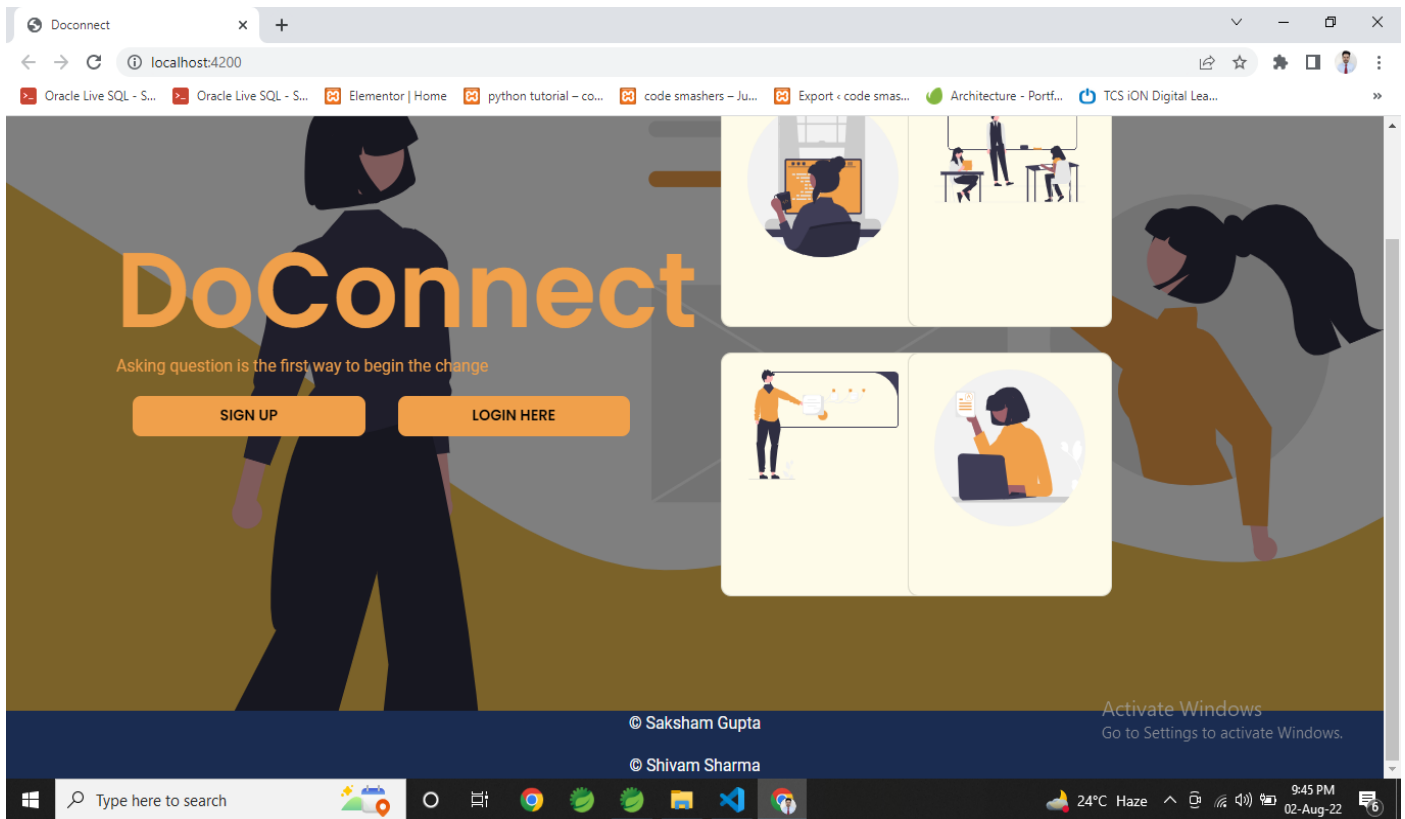 Doconnect
localhost:4200
Oracle Live SQL - S...
Oracle Live SQL - S...
Elementor | Home
python tutorial – co...
code smashers – Ju...
Export ‹ code smas...
Architecture - Portf...
TCS iON Digital Lea...
»
DoConnect
Asking question is the first way to begin the change
SIGN UP
LOGIN HERE
© Saksham Gupta
© Shivam Sharma
Activate Windows
Go to Settings to activate Windows.
Type here to search
24°C Haze
9:45 PM
02-Aug-22
6